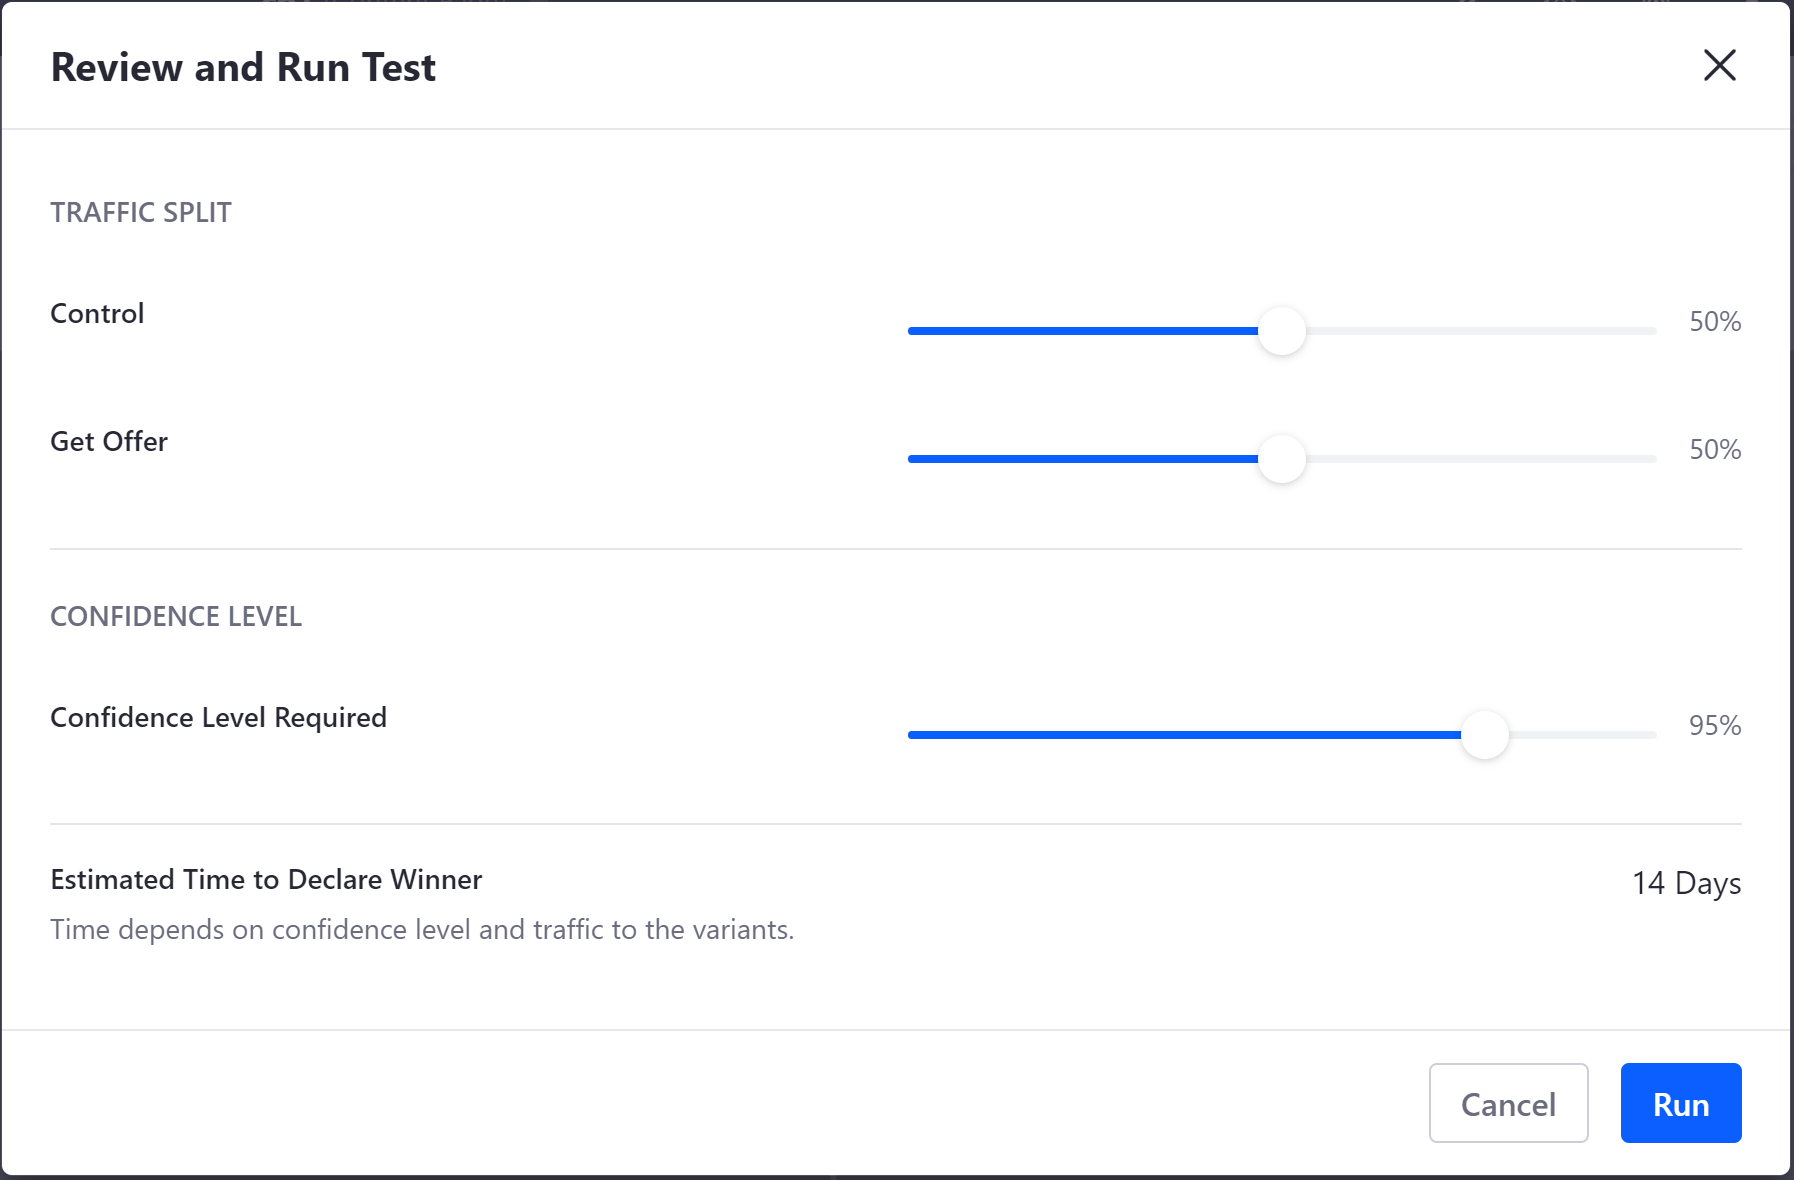 Review and Run Test
TRAFFIC SPLIT
Control
50%
Get Offer
50%
CONFIDENCE LEVEL
Confidence Level Required
95%
Estimated Time to Declare Winner
14 Days
Time depends on confidence level and traffic to the variants.
Cancel
Run